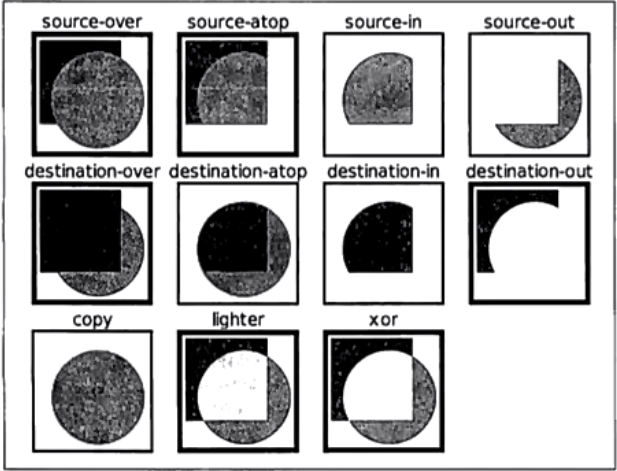 source-over source-atop source-in source-out
destination-over destination-atop destination-in destination-out
copy lighter xor